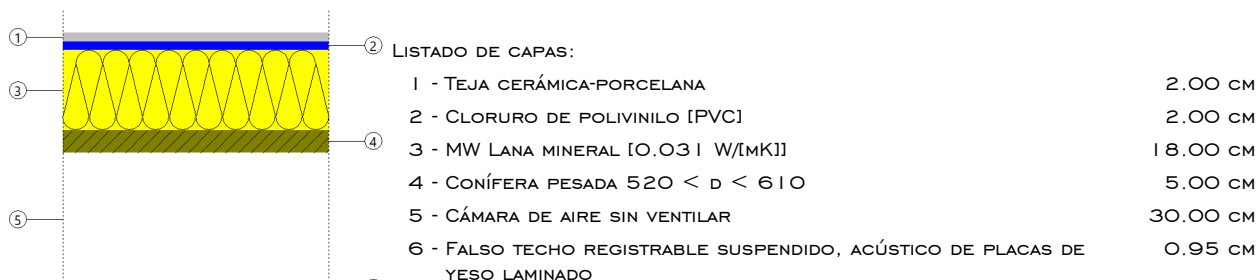 Listado de capas:
1 - Teja cerámica-porcelana 2.00 cm
2 - Cloruro de polivinilo [PVC] 2.00 cm
3 - MW Lana mineral [0.031 W/[mK]] 18.00 cm
4 - Conífera pesada 520 < d < 610 5.00 cm
5 - Cámara de aire sin ventilar 30.00 cm
6 - Falso techo registrable suspendido, acústico de placas de 0.95 cm
yeso laminado
1
2
3
4
5